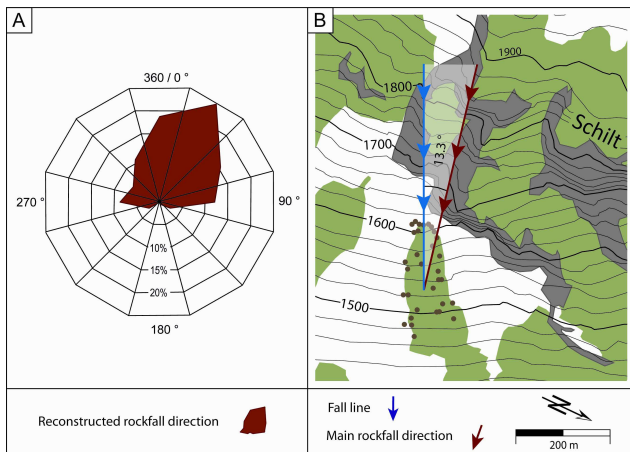 A
360 / 0 °
270 °
90 °
10%
15%
20%
180 °
Reconstructed rockfall direction
B
1900
1800
Schilt
1700
13.3 °
1600
1500
Fall line
Main rockfall direction
N
200 m